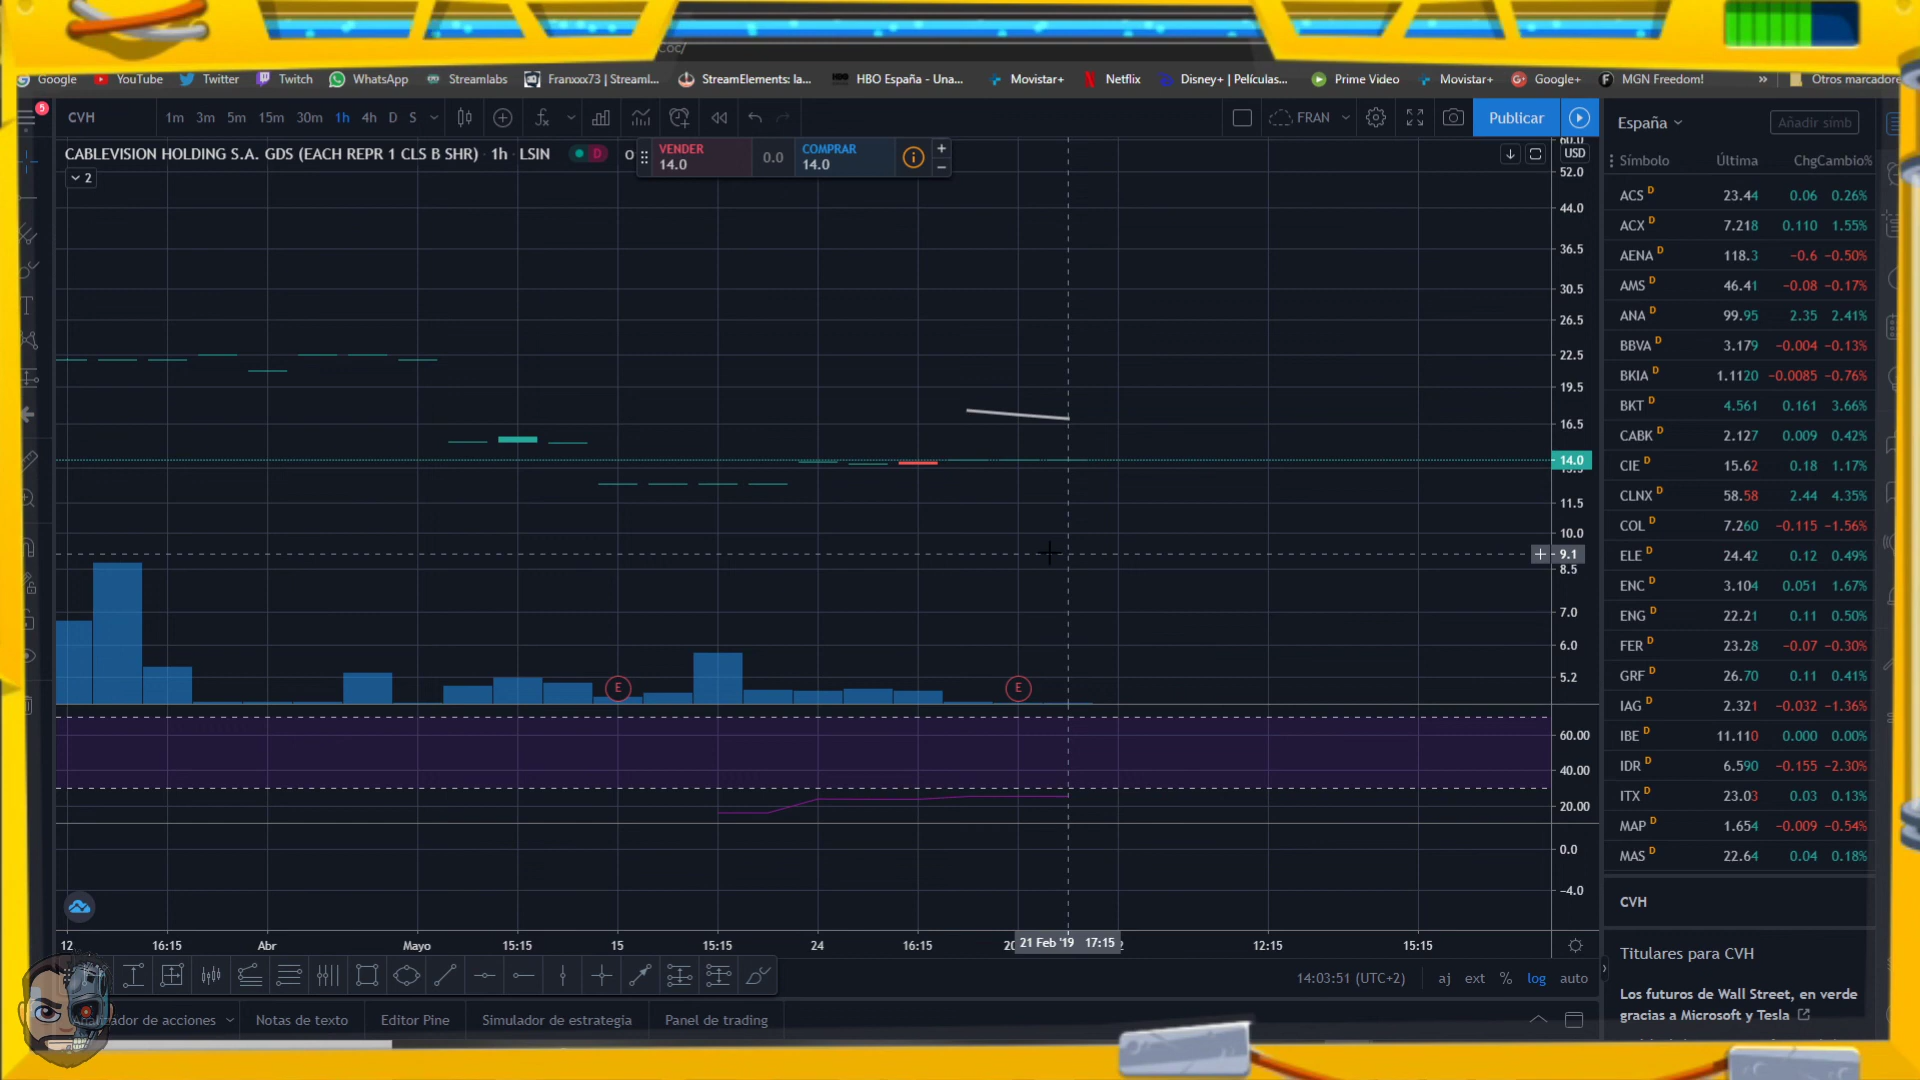 coc/
Google YouTube Twitter Twitch WhatsApp Streamlabs Franxxx73 | Streaml... StreamElements: la... HBO España - Una... Movistar+ Netflix Disney+ | Películas... Prime Video Movistar+ Google+ MGN Freedom! » Otros marcadore
5
CVH 1m 3m 5m 15m 30m 1h 4h D S FRAN Publicar
España Añadir símb
CABLEVISION HOLDING S.A. GDS (EACH REPR 1 CLS B SHR) · 1h · LSIN D O
VENDER 14.0 0.0 COMPRAR 14.0
2
USD
60.0
52.0
44.0
36.5
30.5
26.5
22.5
19.5
16.5
14.0
11.5
10.0
9.1
8.5
7.0
6.0
5.2
60.00
40.00
20.00
0.0
−4.0
E E
12 16:15 Abr Mayo 15:15 15 15:15 24 16:15 20 21 Feb '19 17:15 2 12:15 15:15
14:03:51 (UTC+2) aj ext % log auto
Analizador de acciones Notas de texto Editor Pine Simulador de estrategia Panel de trading
Símbolo Última Chg Cambio%
ACS D 23.44 0.06 0.26%
ACX D 7.218 0.110 1.55%
AENA D 118.3 −0.6 −0.50%
AMS D 46.41 −0.08 −0.17%
ANA D 99.95 2.35 2.41%
BBVA D 3.179 −0.004 −0.13%
BKIA D 1.1120 −0.0085 −0.76%
BKT D 4.561 0.161 3.66%
CABK D 2.127 0.009 0.42%
CIE D 15.62 0.18 1.17%
CLNX D 58.58 2.44 4.35%
COL D 7.260 −0.115 −1.56%
ELE D 24.42 0.12 0.49%
ENC D 3.104 0.051 1.67%
ENG D 22.21 0.11 0.50%
FER D 23.28 −0.07 −0.30%
GRF D 26.70 0.11 0.41%
IAG D 2.321 −0.032 −1.36%
IBE D 11.110 0.000 0.00%
IDR D 6.590 −0.155 −2.30%
ITX D 23.03 0.03 0.13%
MAP D 1.654 −0.009 −0.54%
MAS D 22.64 0.04 0.18%
CVH
Titulares para CVH
Los futuros de Wall Street, en verde
gracias a Microsoft y Tesla